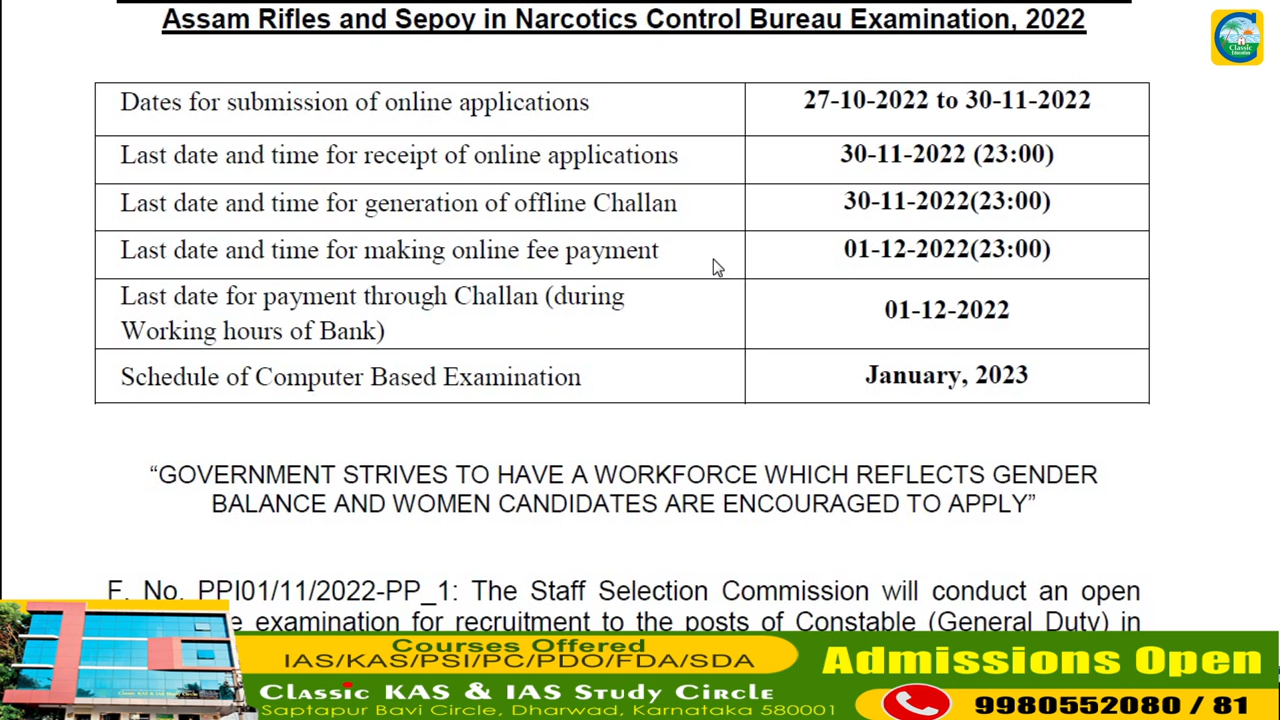 Assam Rifles and Sepoy in Narcotics Control Bureau Examination, 2022
Classic
Education
Dates for submission of online applications 27-10-2022 to 30-11-2022
Last date and time for receipt of online applications 30-11-2022 (23:00)
Last date and time for generation of offline Challan 30-11-2022(23:00)
Last date and time for making online fee payment 01-12-2022(23:00)
Last date for payment through Challan (during
Working hours of Bank) 01-12-2022
Schedule of Computer Based Examination January, 2023
“GOVERNMENT STRIVES TO HAVE A WORKFORCE WHICH REFLECTS GENDER
BALANCE AND WOMEN CANDIDATES ARE ENCOURAGED TO APPLY”
F. No. PPI01/11/2022-PP_1: The Staff Selection Commission will conduct an open
examination for recruitment to the posts of Constable (General Duty) in
Courses Offered
IAS/KAS/PSI/PC/PDO/FDA/SDA
Classic KAS & IAS Study Circle
Saptapur Bavi Circle, Dharwad, Karnataka 580001
Admissions Open
9980552080 / 81